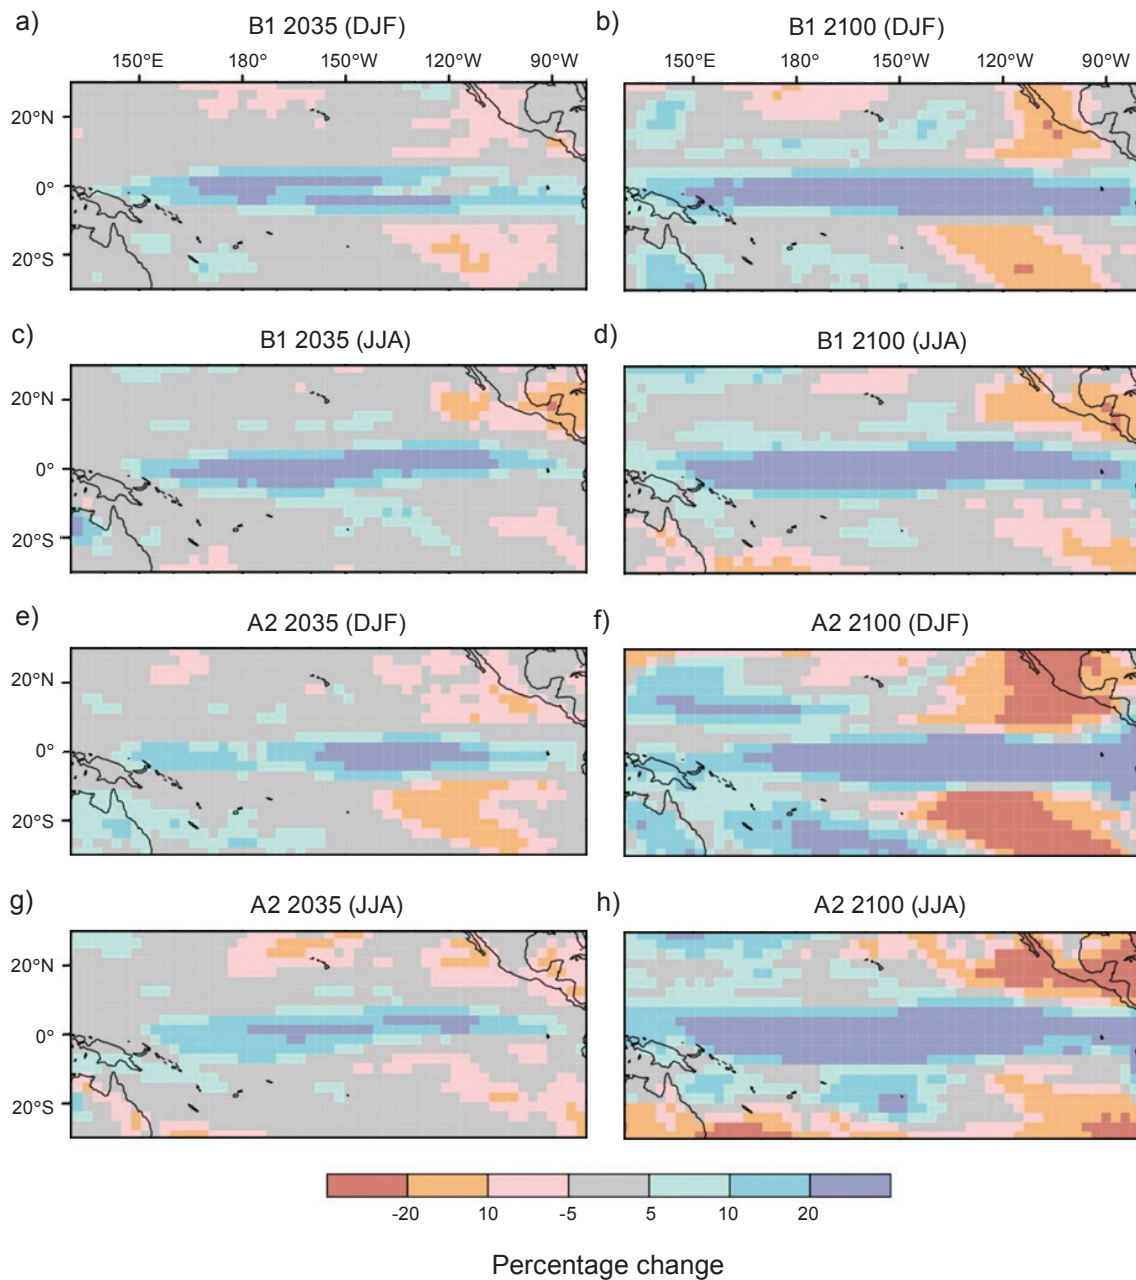 a) B1 2035 (DJF) b) B1 2100 (DJF)
150°E 180° 150°W 120°W 90°W 150°E 180° 150°W 120°W 90°W
20°N
0°
20°S
c) B1 2035 (JJA) d) B1 2100 (JJA)
20°N
0°
20°S
e) A2 2035 (DJF) f) A2 2100 (DJF)
20°N
0°
20°S
g) A2 2035 (JJA) h) A2 2100 (JJA)
20°N
0°
20°S
-20 10 -5 5 10 20
Percentage change